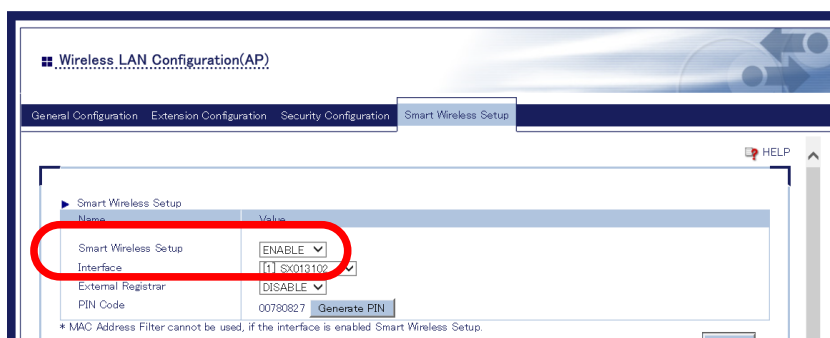 Wireless LAN Configuration(AP)
General Configuration Extension Configuration Security Configuration Smart Wireless Setup
HELP
Smart Wireless Setup
Name Value
Smart Wireless Setup ENABLE
Interface [1] SX013102
External Registrar DISABLE
PIN Code 00780827 Generate PIN
* MAC Address Filter cannot be used, if the interface is enabled Smart Wireless Setup.